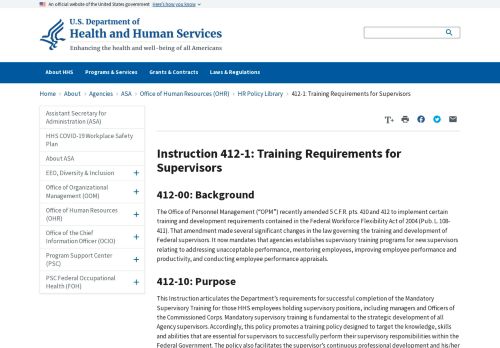 An official website of the United States government Here's how you know
U.S. Department of
Health and Human Services
Enhancing the health and well-being of all Americans
About HHS Programs & Services Grants & Contracts Laws & Regulations
Home › About › Agencies › ASA › Office of Human Resources (OHR) › HR Policy Library › 412-1: Training Requirements for Supervisors
Assistant Secretary for
Administration (ASA)
HHS COVID-19 Workplace Safety
Plan
About ASA
EEO, Diversity & Inclusion +
Office of Organizational
Management (OOM) +
Office of Human Resources
(OHR) +
Office of the Chief
Information Officer (OCIO) +
Program Support Center
(PSC) +
PSC Federal Occupational
Health (FOH) +
T+
Instruction 412-1: Training Requirements for
Supervisors
412-00: Background
The Office of Personnel Management ("OPM") recently amended 5 C.F.R. pts. 410 and 412 to implement certain
training and development requirements contained in the Federal Workforce Flexibility Act of 2004 (Pub. L. 108-
411). That amendment made several significant changes in the law governing the training and development of
Federal supervisors. It now mandates that agencies establishes supervisory training programs for new supervisors
relating to addressing unacceptable performance, mentoring employees, improving employee performance and
productivity, and conducting employee performance appraisals.
412-10: Purpose
This Instruction articulates the Department's requirements for successful completion of the Mandatory
Supervisory Training for those HHS employees holding supervisory positions, including managers and Officers of
the Commissioned Corps. Mandatory supervisory training is fundamental to the strategic development of all
Agency supervisors. Accordingly, this policy promotes a training policy designed to target the knowledge, skills
and abilities that are essential for supervisors to successfully perform their supervisory responsibilities within the
Federal Government. The policy also facilitates the supervisor's continuous professional development and his/her